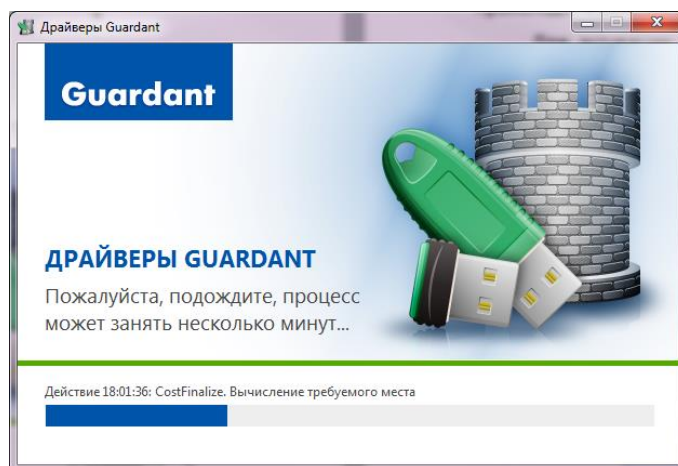 Драйверы Guardant
Guardant
ДРАЙВЕРЫ GUARDANT
Пожалуйста, подождите, процесс
может занять несколько минут...
Действие 18:01:36: CostFinalize. Вычисление требуемого места